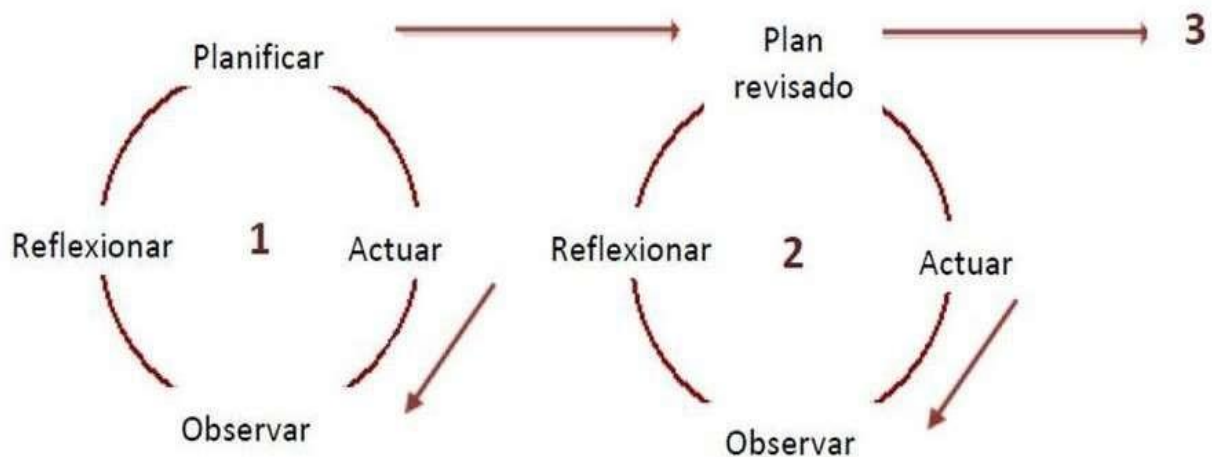 Planificar
Plan
revisado
3
Reflexionar
1
Actuar
Reflexionar
2
Actuar
Observar
Observar